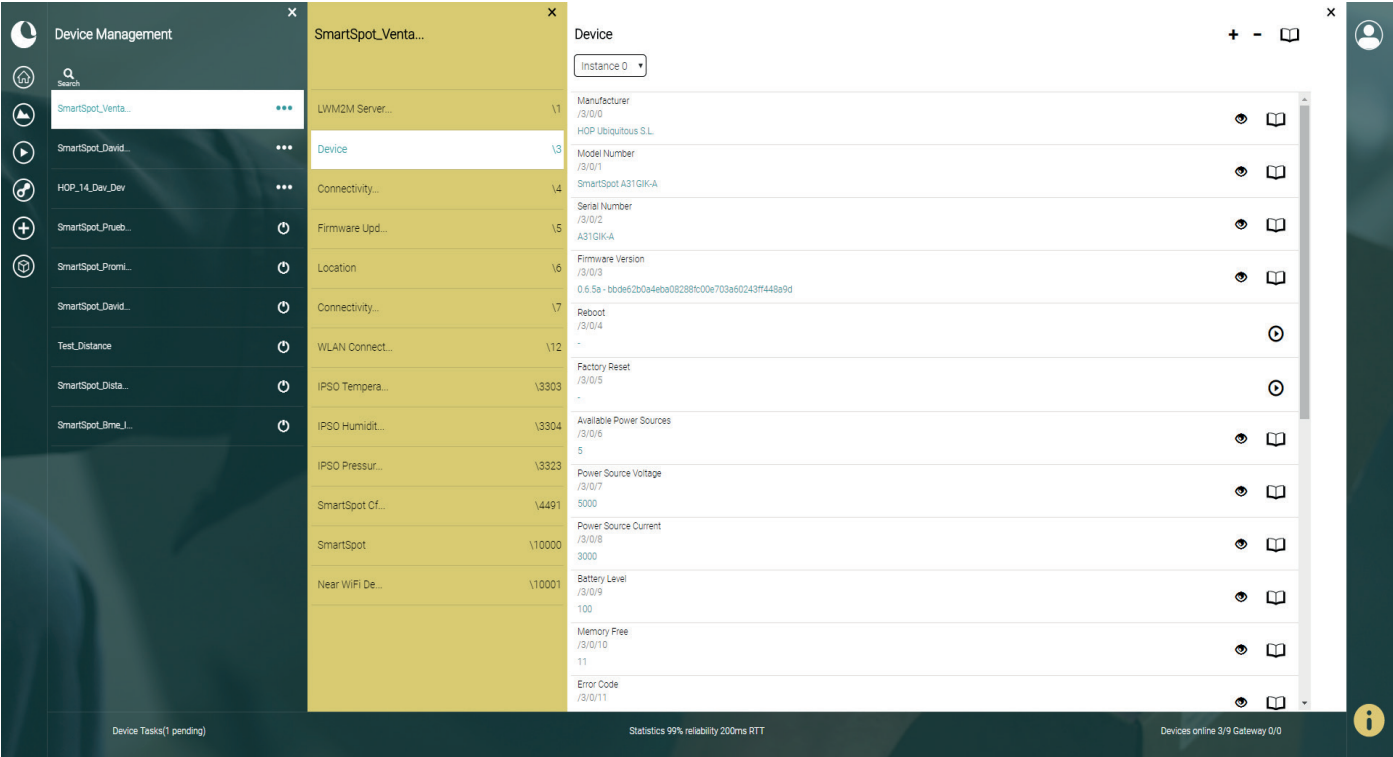 Device Management
Search
SmartSpot_Venta...
SmartSpot_David...
HOP_14_Dav_Dev
SmartSpot_Prueb...
SmartSpot_Promi...
SmartSpot_David...
Test_Distance
SmartSpot_Dista...
SmartSpot_Bme_I...
SmartSpot_Venta...
LWM2M Server... \1
Device \3
Connectivity... \4
Firmware Upd... \5
Location \6
Connectivity... \7
WLAN Connect... \12
IPSO Tempera... \3303
IPSO Humidit... \3304
IPSO Pressur... \3323
SmartSpot Cf... \4491
SmartSpot \10000
Near WiFi De... \10001
Device
Instance 0
Manufacturer
/3/0/0
HOP Ubiquitous S.L.
Model Number
/3/0/1
SmartSpot A31GIK-A
Serial Number
/3/0/2
A31GIK-A
Firmware Version
/3/0/3
0.6.5a - bbde62b0a4eba08288fc00e703a60243ff448a9d
Reboot
/3/0/4
-
Factory Reset
/3/0/5
-
Available Power Sources
/3/0/6
5
Power Source Voltage
/3/0/7
5000
Power Source Current
/3/0/8
3000
Battery Level
/3/0/9
100
Memory Free
/3/0/10
11
Error Code
/3/0/11
Device Tasks(1 pending)
Statistics 99% reliability 200ms RTT
Devices online 3/9 Gateway 0/0